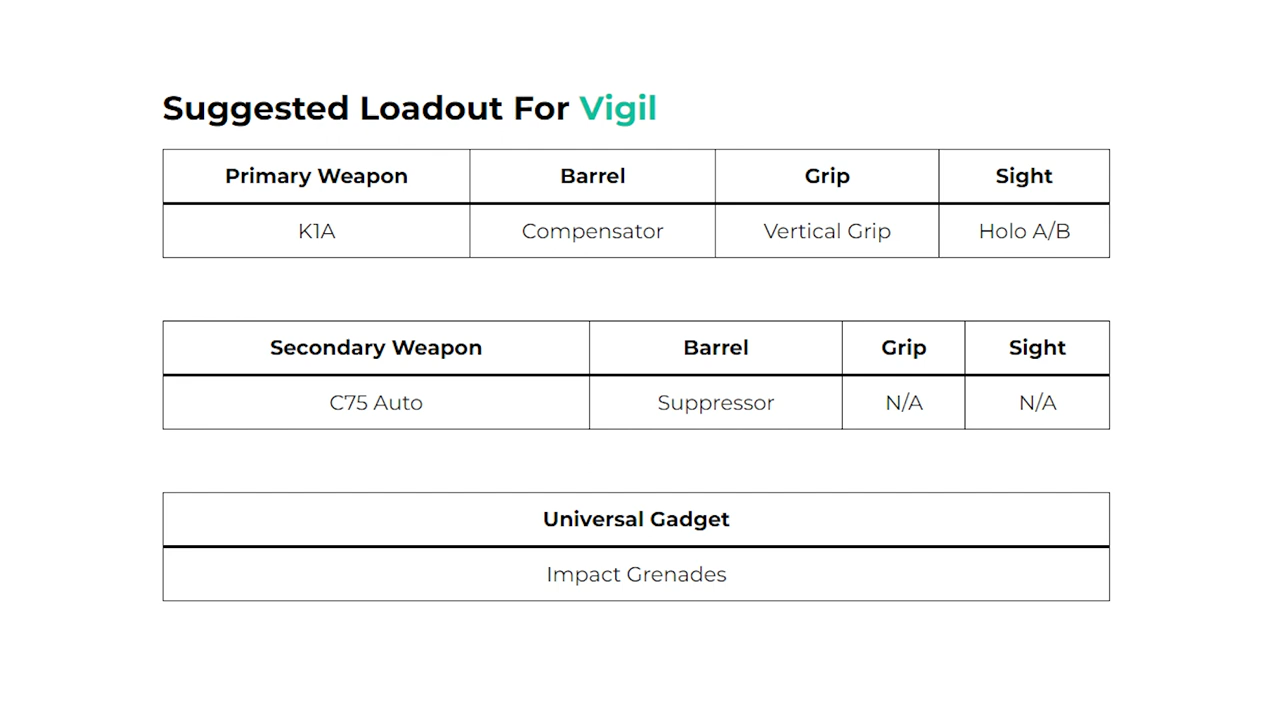 Suggested Loadout For Vigil
Primary Weapon Barrel Grip Sight
K1A Compensator Vertical Grip Holo A/B
Secondary Weapon Barrel Grip Sight
C75 Auto Suppressor N/A N/A
Universal Gadget
Impact Grenades